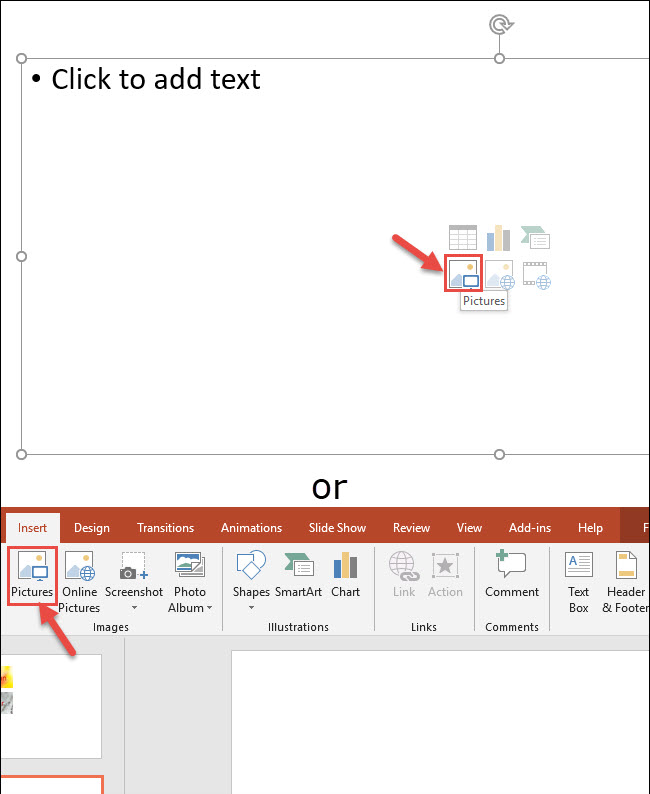 • Click to add text
Pictures
or
Insert Design Transitions Animations Slide Show Review View Add-ins Help F
Pictures Online Pictures Screenshot Photo Album Shapes SmartArt Chart Link Action Comment Text Box Header & Footer
Images Illustrations Links Comments